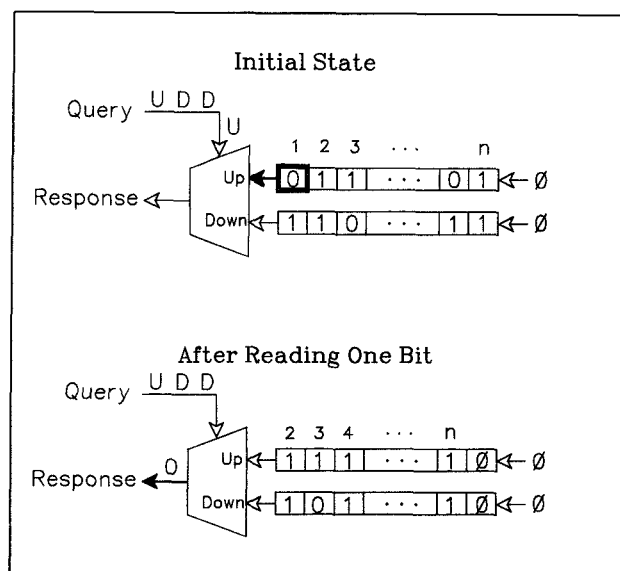 Initial State
Query U D D
U
1 2 3 ··· n
Up 0 1 1 ··· 0 1 Ø
Response
Down 1 1 0 ··· 1 1 Ø
After Reading One Bit
Query U D D
2 3 4 ··· n
Up 1 1 1 ··· 1 Ø Ø
Response 0
Down 1 0 1 ··· 1 Ø Ø